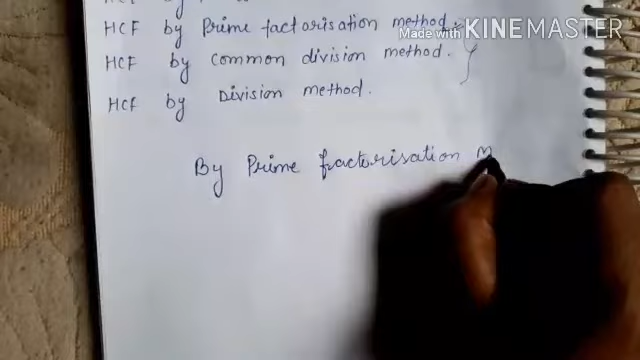 HCF by Prime factorisation method.
Made with KINEMASTER
HCF by common division method.
HCF by Division method.
By Prime factorisation M